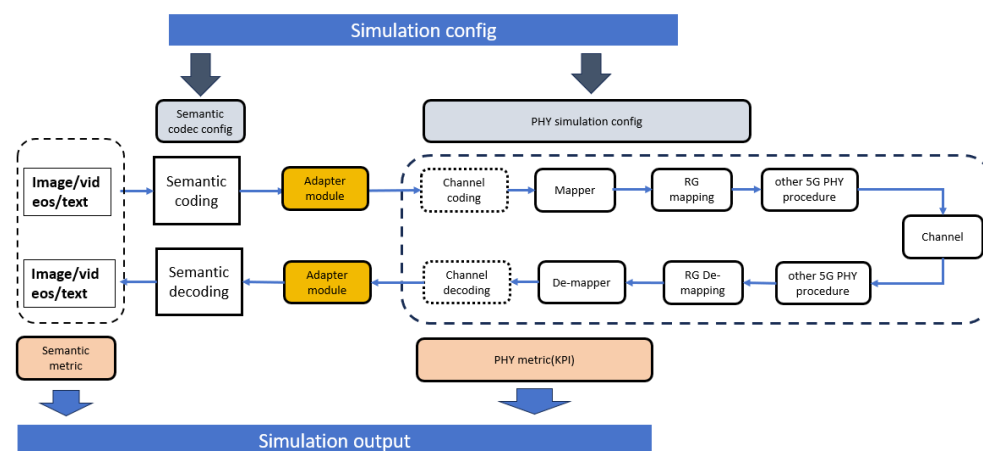 Simulation config
Semantic
codec config
PHY simulation config
Image/vid
eos/text
Semantic
coding
Adapter
module
Channel
coding
Mapper
RG
mapping
other 5G PHY
procedure
Channel
Image/vid
eos/text
Semantic
decoding
Adapter
module
Channel
decoding
De-mapper
RG De-
mapping
other 5G PHY
procedure
Semantic
metric
PHY metric(KPI)
Simulation output